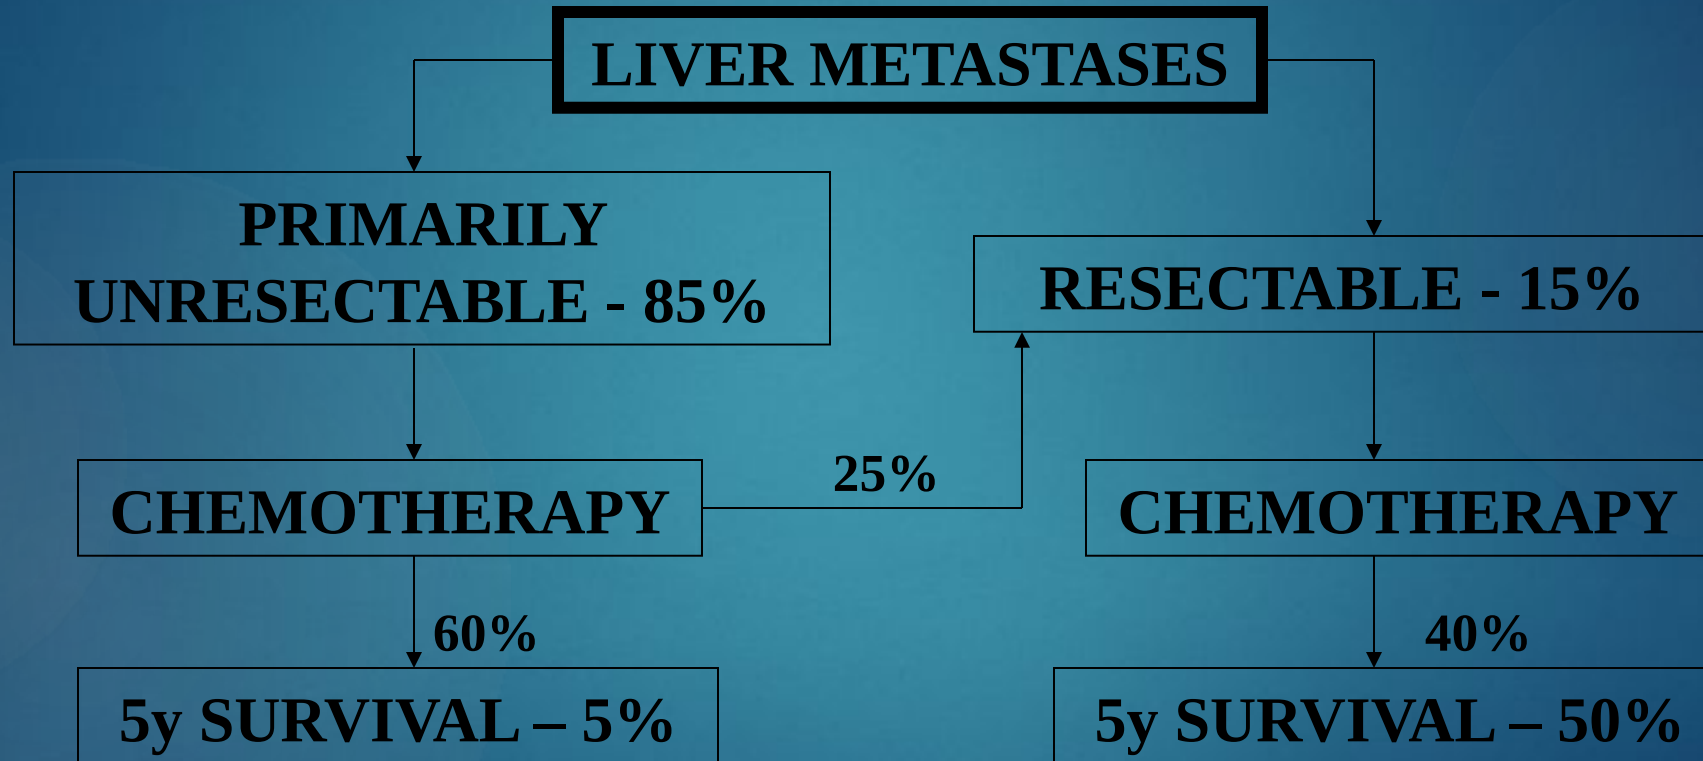 LIVER METASTASES
PRIMARILY
UNRESECTABLE - 85%
RESECTABLE - 15%
25%
CHEMOTHERAPY
CHEMOTHERAPY
60%
40%
5y SURVIVAL – 5%
5y SURVIVAL – 50%